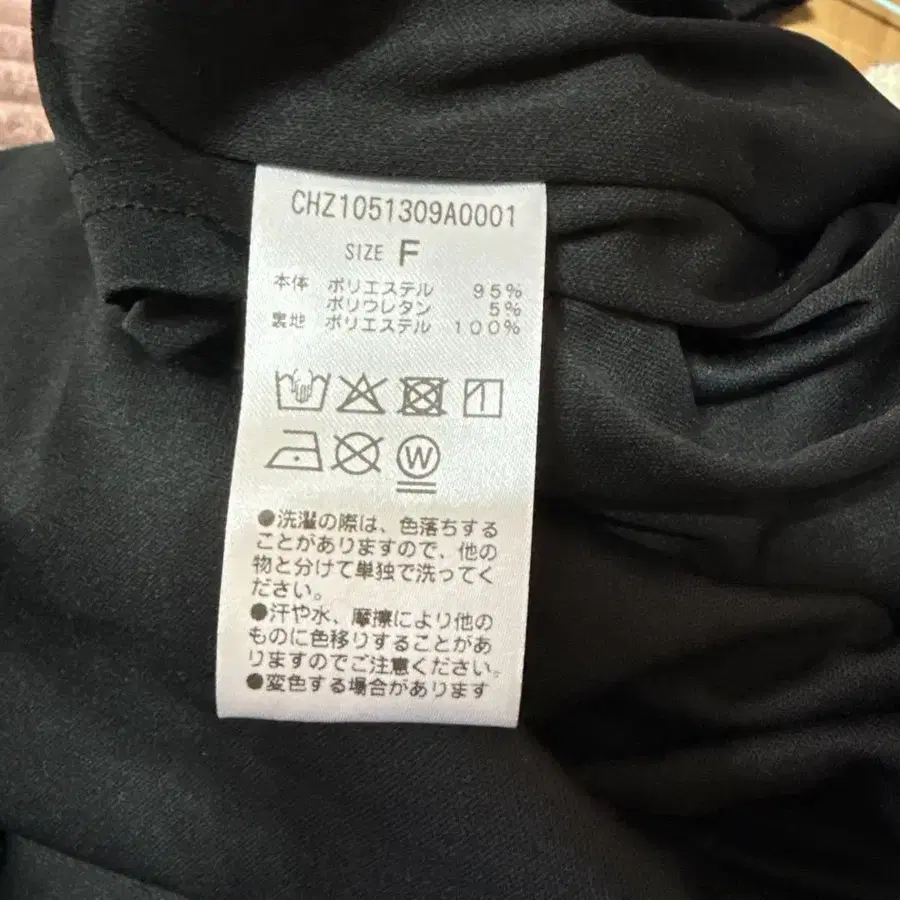 CHZ1051309A0001
SIZE F
本体 ポリエステル 95%
ポリウレタン 5%
裏地 ポリエステル 100%
W
●洗濯の際は、色落ちする
ことがありますので、他の
物と分けて単独で洗ってく
ださい。
●汗や水、摩擦により他の
ものに色移りすることがあ
りますのでご注意ください。
●変色する場合があります